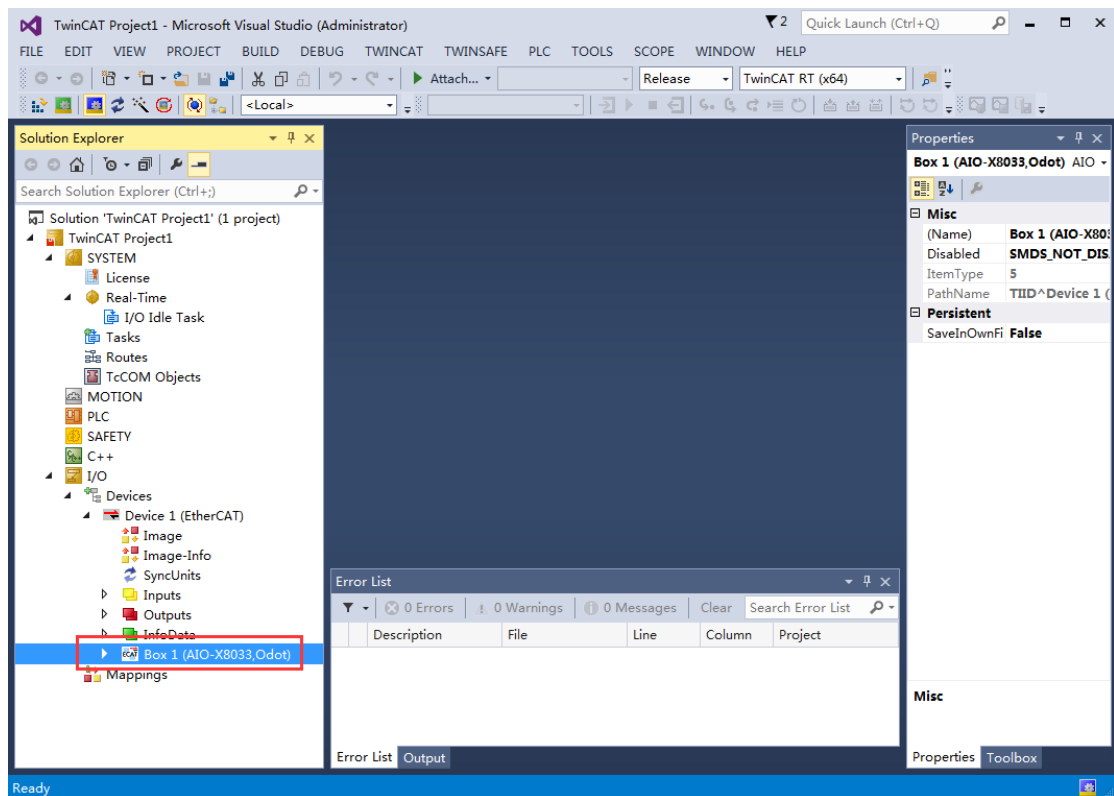 TwinCAT Project1 - Microsoft Visual Studio (Administrator)
2
Quick Launch (Ctrl+Q)
FILE EDIT VIEW PROJECT BUILD DEBUG TWINCAT TWINSAFE PLC TOOLS SCOPE WINDOW HELP
Attach...
Release
TwinCAT RT (x64)
<Local>
Solution Explorer
Search Solution Explorer (Ctrl+;)
Solution 'TwinCAT Project1' (1 project)
TwinCAT Project1
SYSTEM
License
Real-Time
I/O Idle Task
Tasks
Routes
TcCOM Objects
MOTION
PLC
SAFETY
C++
I/O
Devices
Device 1 (EtherCAT)
Image
Image-Info
SyncUnits
Inputs
Outputs
InfoData
Box 1 (AIO-X8033,Odot)
Mappings
Error List
0 Errors
0 Warnings
0 Messages
Clear
Search Error List
Description File Line Column Project
Error List Output
Properties
Box 1 (AIO-X8033,Odot) AIO
Misc
(Name) Box 1 (AIO-X803
Disabled SMDS_NOT_DIS
ItemType 5
PathName TIID^Device 1 (
Persistent
SaveInOwnFi False
Misc
Properties Toolbox
Ready